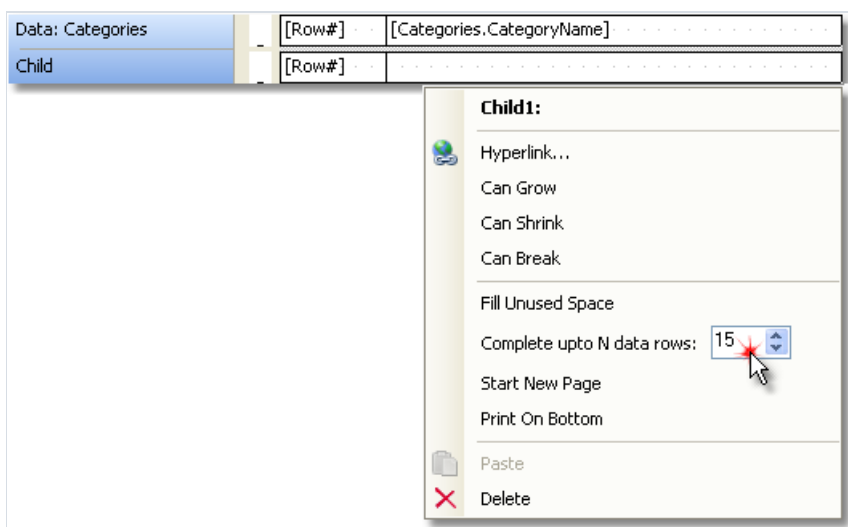 Data: Categories [Row#] [Categories.CategoryName]
Child [Row#]
Child1:
Hyperlink...
Can Grow
Can Shrink
Can Break
Fill Unused Space
Complete upto N data rows: 15
Start New Page
Print On Bottom
Paste
Delete